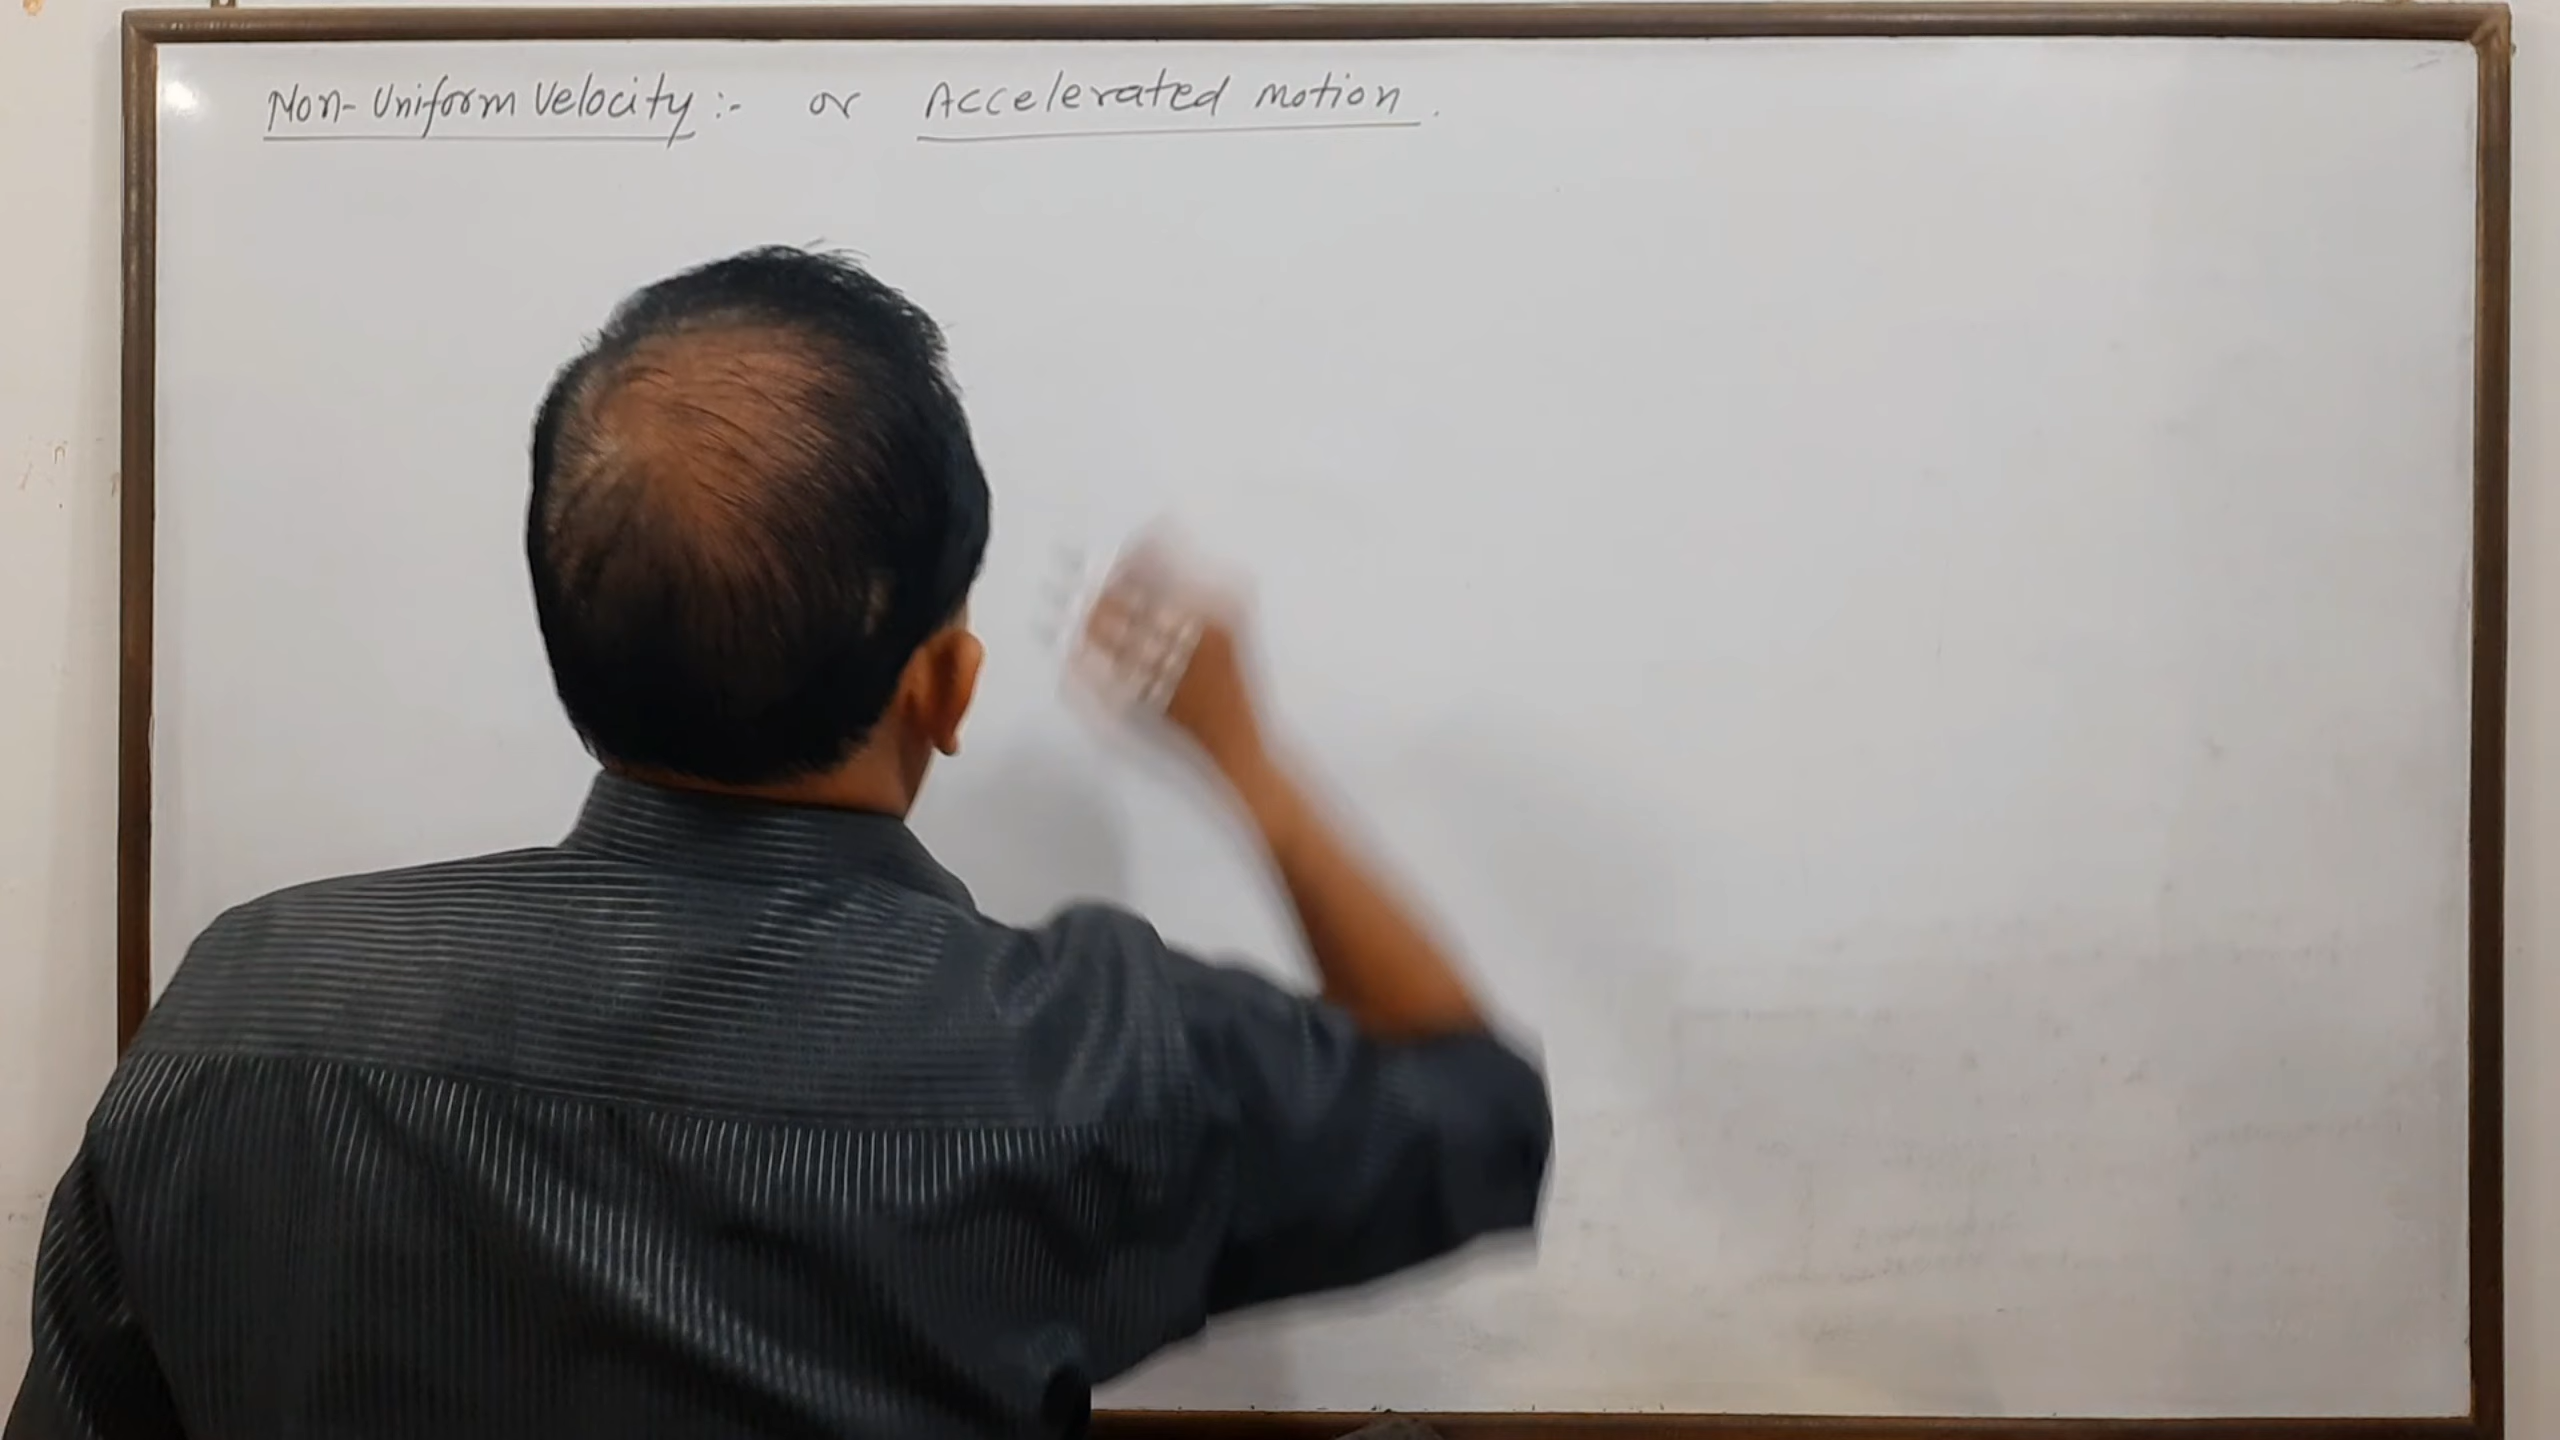 Non-Uniform Velocity :- or Accelerated motion.